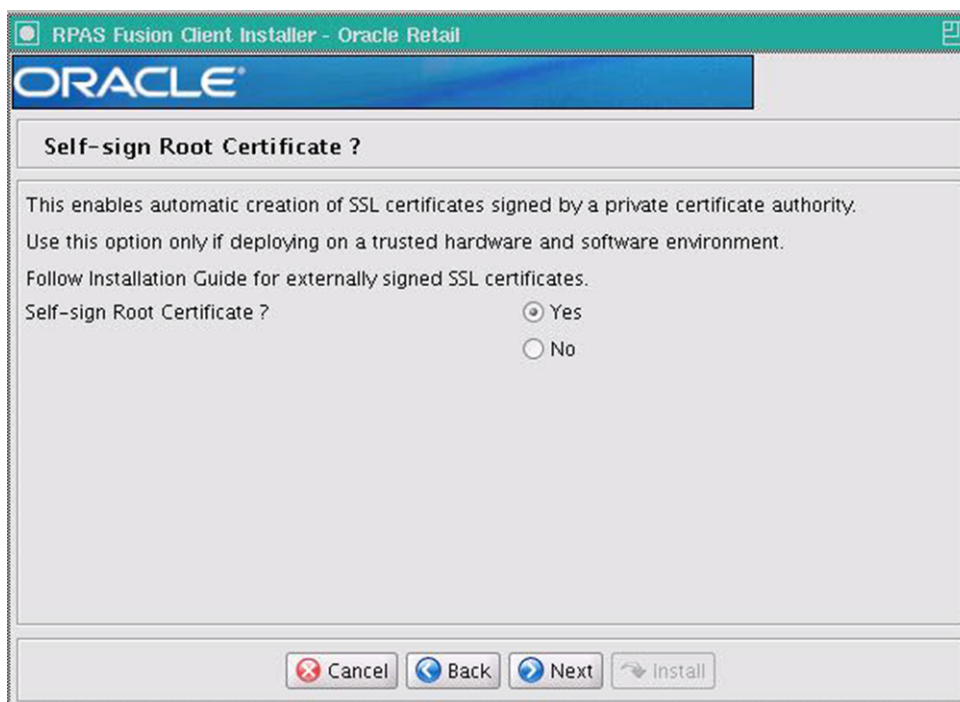 RPAS Fusion Client Installer - Oracle Retail
ORACLE®
Self-sign Root Certificate ?
This enables automatic creation of SSL certificates signed by a private certificate authority.
Use this option only if deploying on a trusted hardware and software environment.
Follow Installation Guide for externally signed SSL certificates.
Self-sign Root Certificate ? Yes
No
Cancel Back Next Install